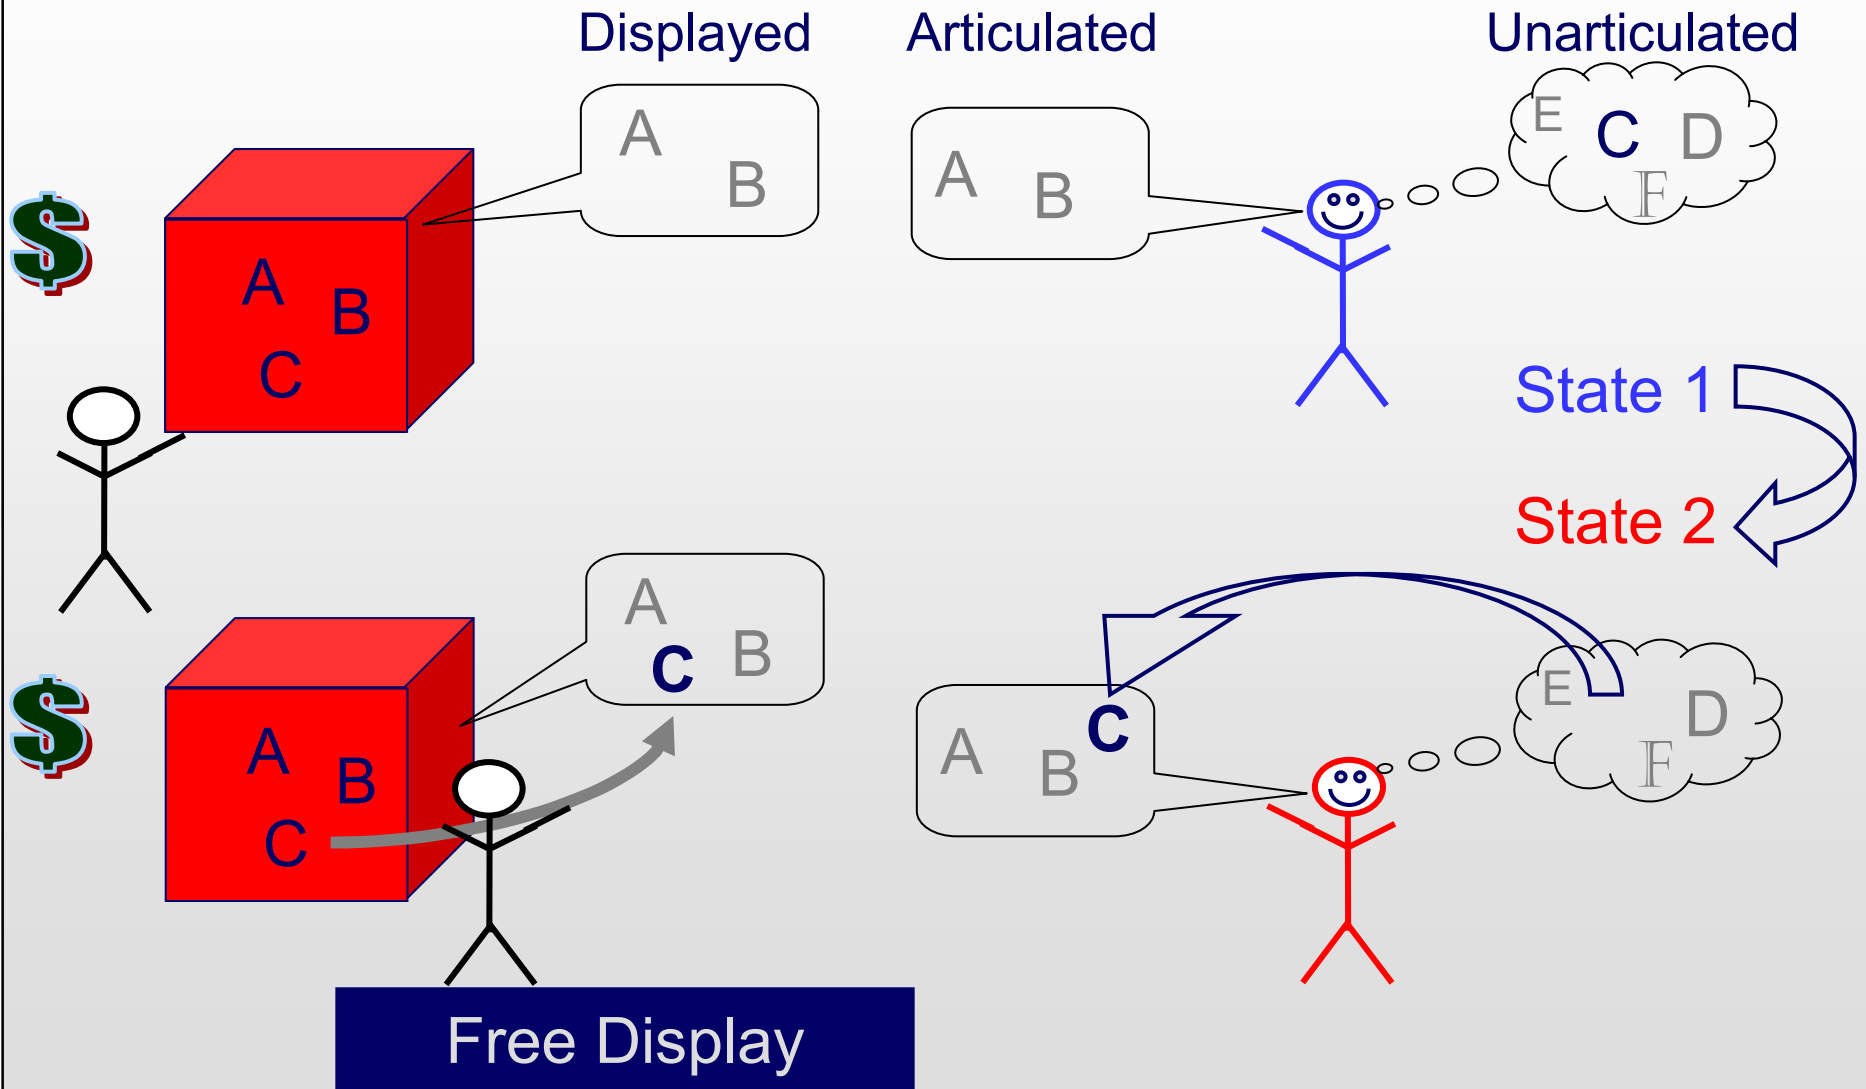 Displayed Articulated Unarticulated
A
B
A
B
E
C
D
F
$
A
B
C
State 1
State 2
A
B
C
A
B
C
E
D
F
$
A
B
C
Free Display